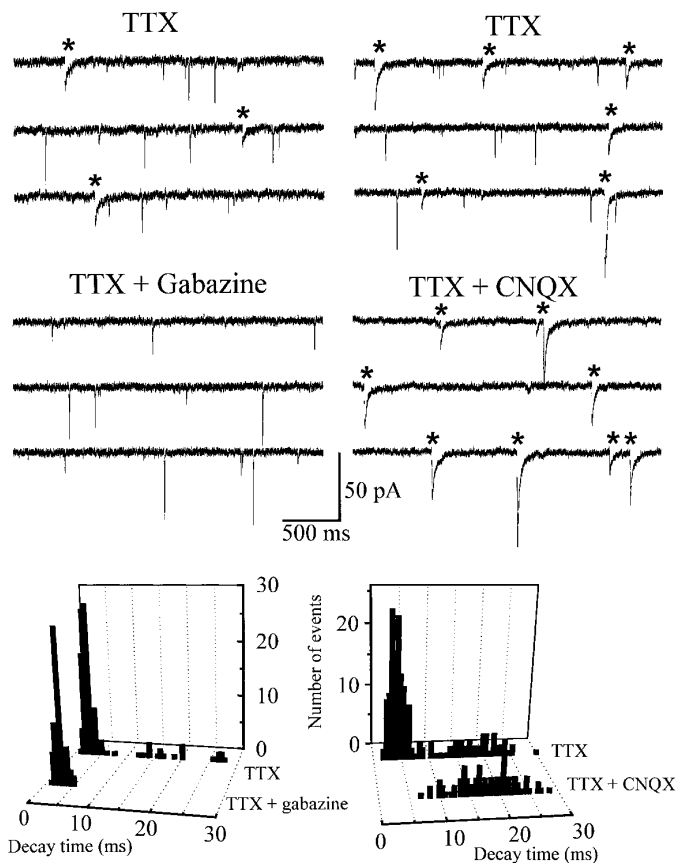 TTX
TTX
* * * * *
* *
* * *
TTX + Gabazine
TTX + CNQX
* *
* *
* * * *
50 pA
500 ms
30
20
10
0
TTX
TTX + gabazine
0 10 20 30
Decay time (ms)
Number of events
20
10
0
TTX
TTX + CNQX
0 10 20 30
Decay time (ms)